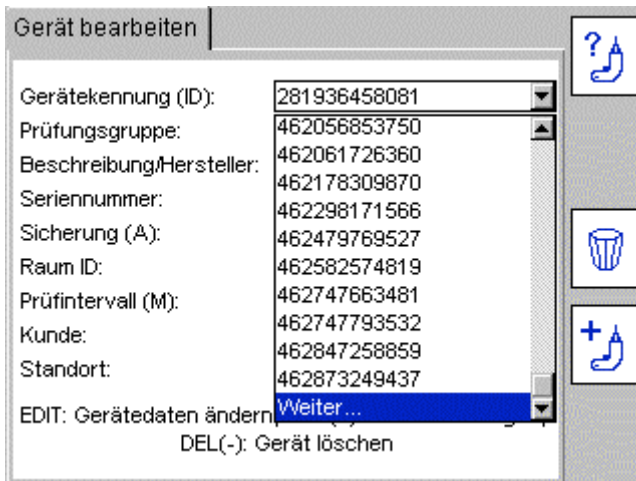 Gerät bearbeiten
?
Gerätekennung (ID): 281936458081
Prüfungsgruppe:
462056853750
Beschreibung/Hersteller:
462061726360
462178309870
Seriennummer:
462298171566
Sicherung (A):
462479769527
Raum ID:
462582574819
Prüfintervall (M):
462747663481
462747793532
Kunde:
462847258859
Standort:
462873249437
Weiter...
EDIT: Gerätedaten ändern
DEL(-): Gerät löschen
+